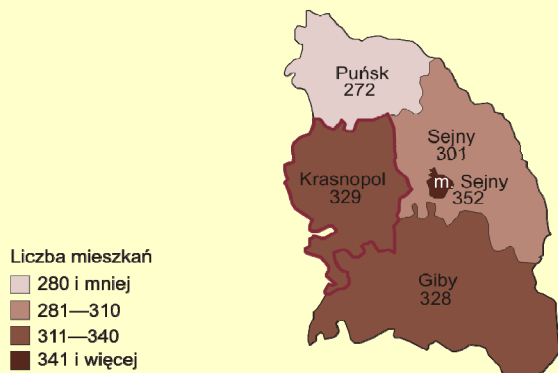 Puńsk
272
Sejny
301
Krasnopol
329
m. Sejny
352
Giby
328
Liczba mieszkań
280 i mniej
281—310
311—340
341 i więcej